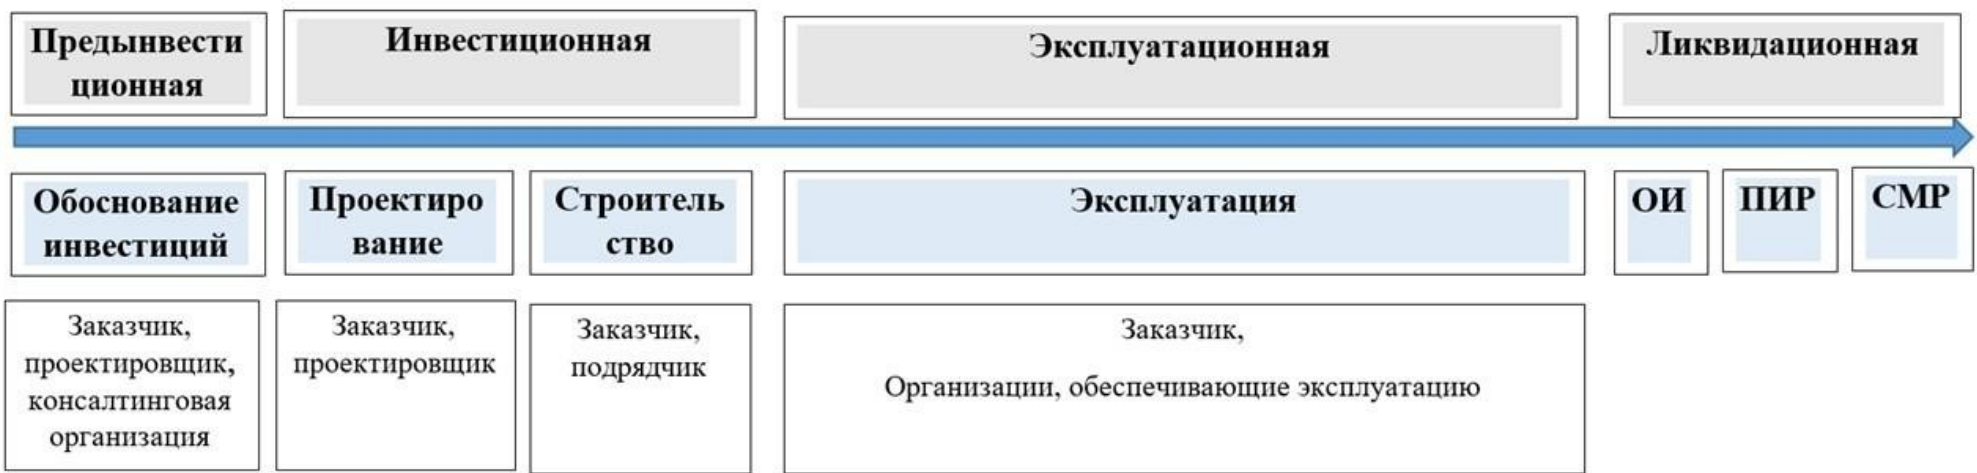 Предынвести
ционная
Инвестиционная
Эксплуатационная
Ликвидационная
Обоснование
инвестиций
Проектиро
вание
Строитель
ство
Эксплуатация
ОИ
ПИР
СМР
Заказчик,
проектировщик,
консалтинговая
организация
Заказчик,
проектировщик
Заказчик,
подрядчик
Заказчик,
Организации, обеспечивающие эксплуатацию